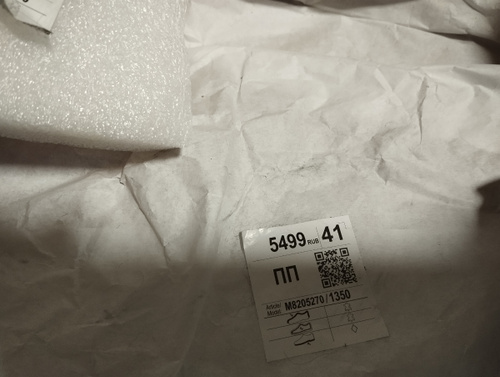 5499 RUB 41
ПП
Article/ Model: M8205270 / 1350